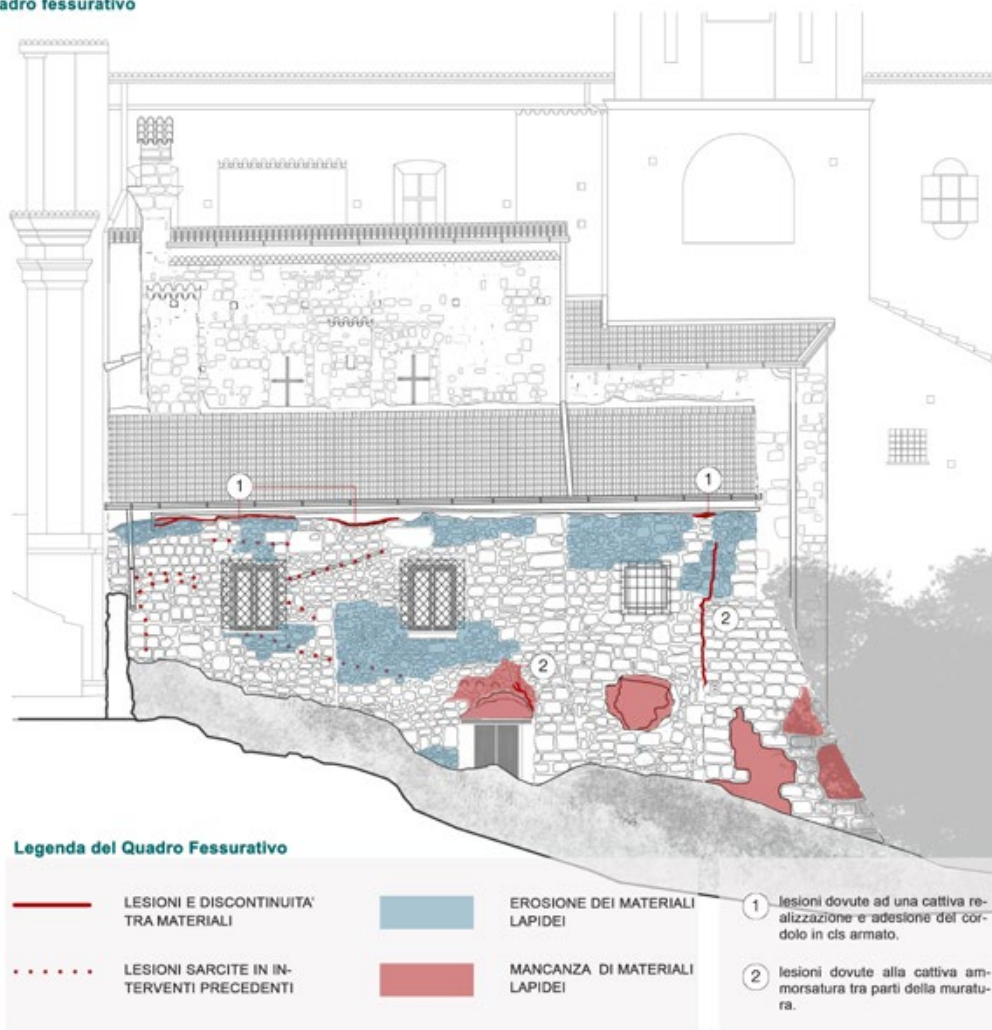 adro fessurativo
1
1
2
2
Legenda del Quadro Fessurativo
LESIONI E DISCONTINUITA'
TRA MATERIALI
LESIONI SARCITE IN IN-
TERVENTI PRECEDENTI
EROSIONE DEI MATERIALI
LAPIDEI
MANCANZA DI MATERIALI
LAPIDEI
1 lesioni dovute ad una cattiva re-
alizzazione e adesione del cor-
dolo in cls armato.
2 lesioni dovute alla cattiva am-
morsatura tra parti della muratu-
ra.